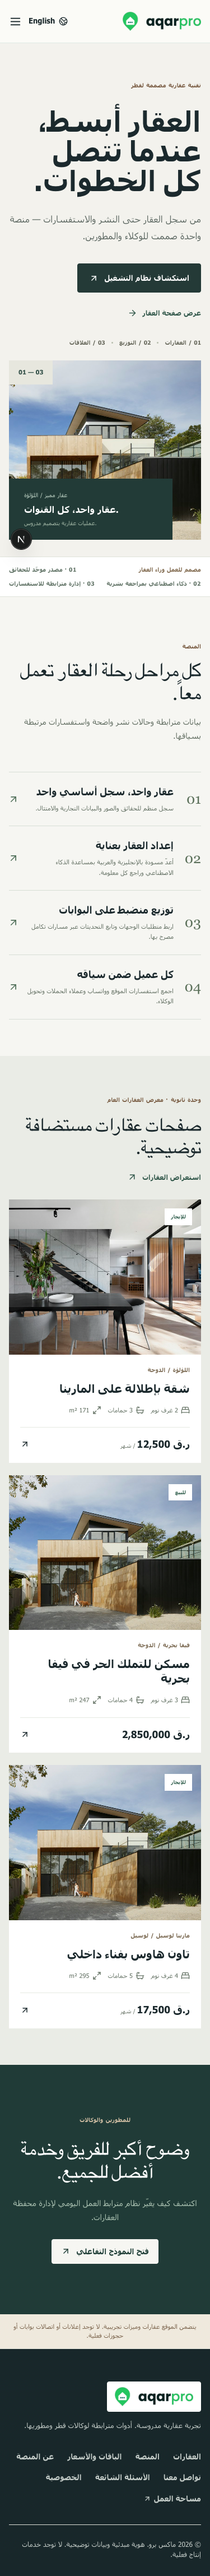 aqarpro
English
تقنية عقارية مصممة لقطر
العقار أبسط،
عندما تتصل
كل الخطوات.
من سجل العقار حتى النشر والاستفسارات — منصة
واحدة صممت للوكلاء والمطورين.
استكشاف نظام التشغيل
عرض صفحة العقار
01 / العقارات · 02 / التوزيع · 03 / العلاقات
01 — 03
عقار مميز / اللؤلؤة
عقار واحد، كل القنوات.
عمليات عقارية بتصميم مدروس.
N
مصمم للعمل وراء العقار
01 · مصدر موحّد للحقائق
02 · ذكاء اصطناعي بمراجعة بشرية
03 · إدارة مترابطة للاستفسارات
المنصة
كل مراحل رحلة العقار تعمل
معاً.
بيانات مترابطة وحالات نشر واضحة واستفسارات مرتبطة
بسياقها.
01
عقار واحد، سجل أساسي واحد
سجل منظم للحقائق والصور والبيانات التجارية والامتثال.
02
إعداد العقار بعناية
أعدّ مسودة بالإنجليزية والعربية بمساعدة الذكاء
الاصطناعي وراجع كل معلومة.
03
توزيع منضبط على البوابات
اربط متطلبات الوجهات وتابع التحديثات عبر مسارات تكامل
مصرح بها.
04
كل عميل ضمن سياقه
اجمع استفسارات الموقع وواتساب وعملاء الحملات وتحويل
الوكلاء.
وحدة ثانوية · معرض العقارات العام
صفحات عقارات مستضافة
توضيحية.
استعراض العقارات
للإيجار
اللؤلؤة / الدوحة
شقة بإطلالة على المارينا
2 غرف نوم 3 حمامات 171 m²
ر.ق 12,500 / شهر
للبيع
فيفا بحرية / الدوحة
مسكن للتملك الحر في فيفا
بحرية
3 غرف نوم 4 حمامات 247 m²
ر.ق 2,850,000
للإيجار
مارينا لوسيل / لوسيل
تاون هاوس بفناء داخلي
4 غرف نوم 5 حمامات 295 m²
ر.ق 17,500 / شهر
للمطورين والوكالات
وضوح أكبر للفريق وخدمة
أفضل للجميع.
اكتشف كيف يغيّر نظام مترابط العمل اليومي لإدارة محفظة
العقارات.
فتح النموذج التفاعلي
يتضمن الموقع عقارات وميزات تجريبية. لا توجد إعلانات أو اتصالات بوابات أو
حجوزات فعلية.
aqarpro
تجربة عقارية مدروسة. أدوات مترابطة لوكالات قطر ومطوريها.
العقارات المنصة الباقات والأسعار عن المنصة
تواصل معنا الأسئلة الشائعة الخصوصية
مساحة العمل
© 2026 ماكس برو. هوية مبدئية وبيانات توضيحية. لا توجد خدمات
إنتاج فعلية.